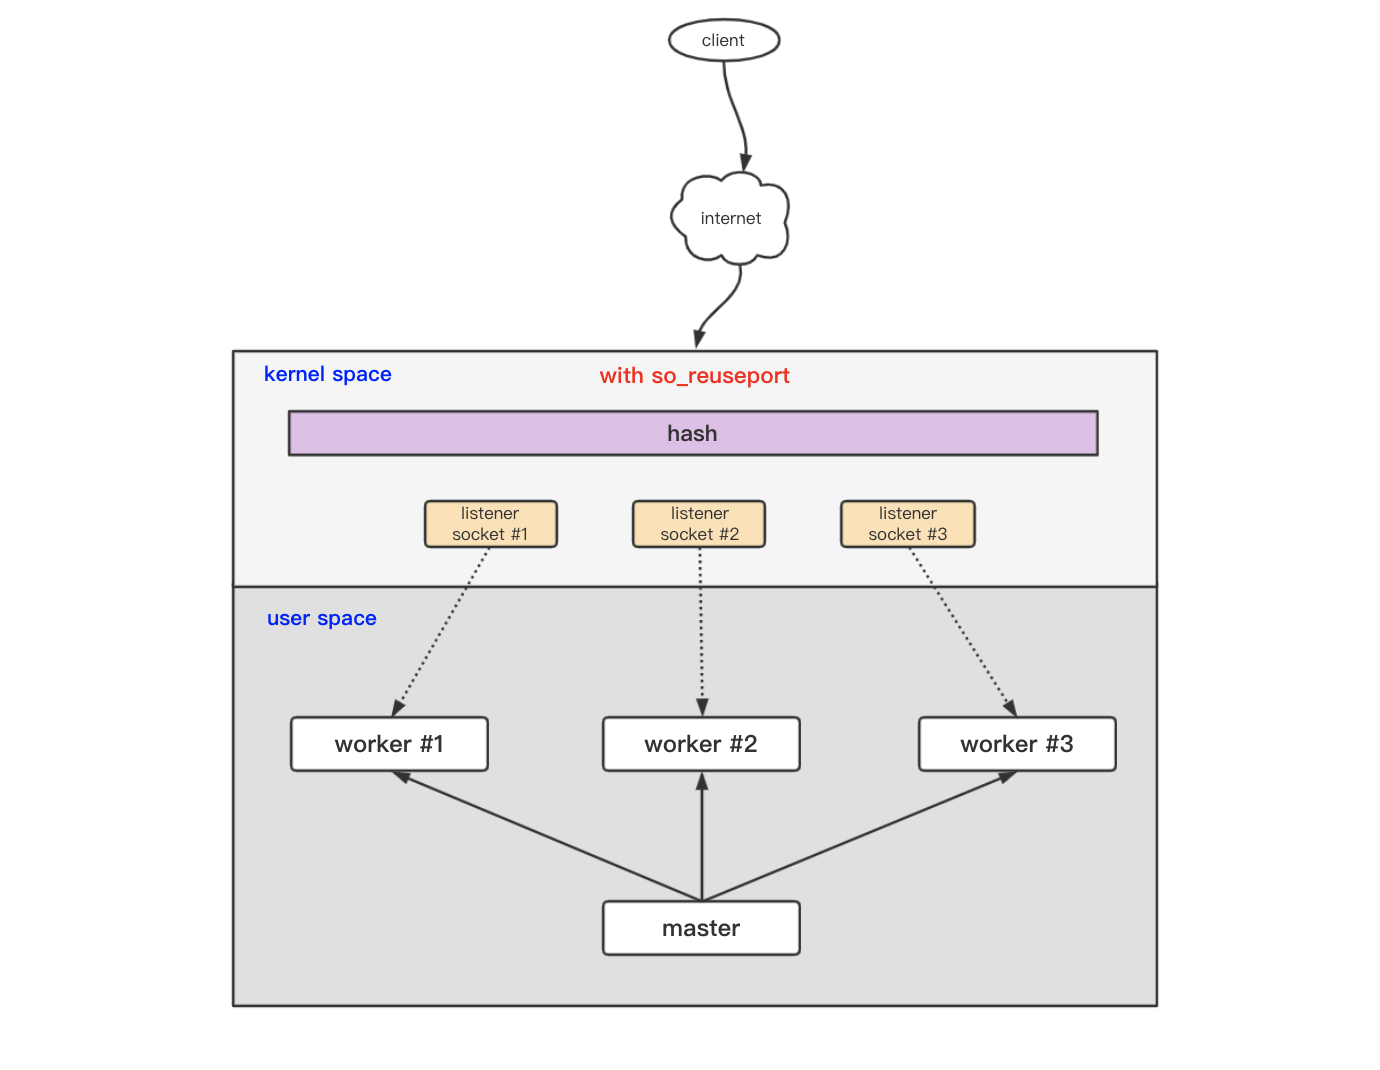 client
internet
kernel space
with so_reuseport
hash
listener
socket #1
listener
socket #2
listener
socket #3
user space
worker #1
worker #2
worker #3
master